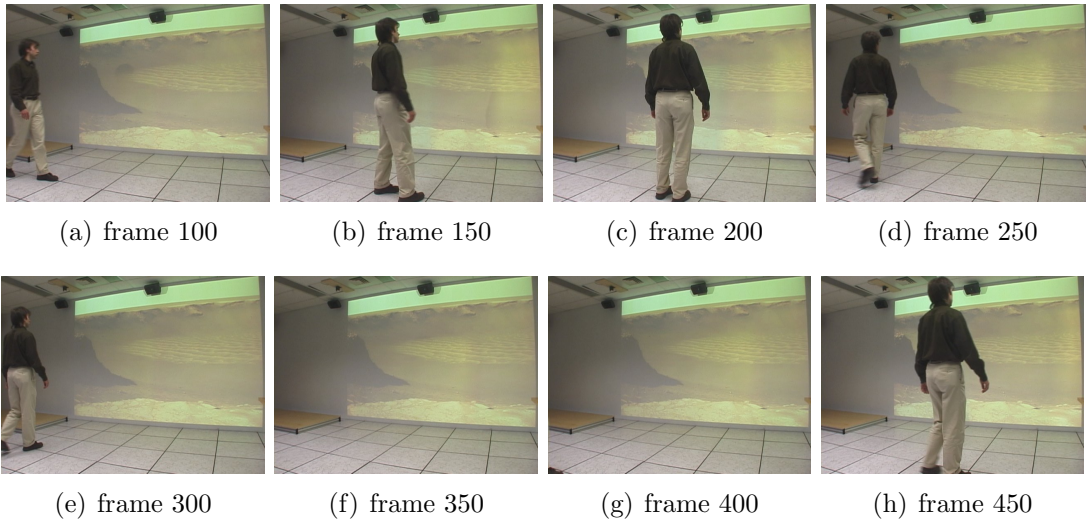 (a) frame 100
(b) frame 150
(c) frame 200
(d) frame 250
(e) frame 300
(f) frame 350
(g) frame 400
(h) frame 450